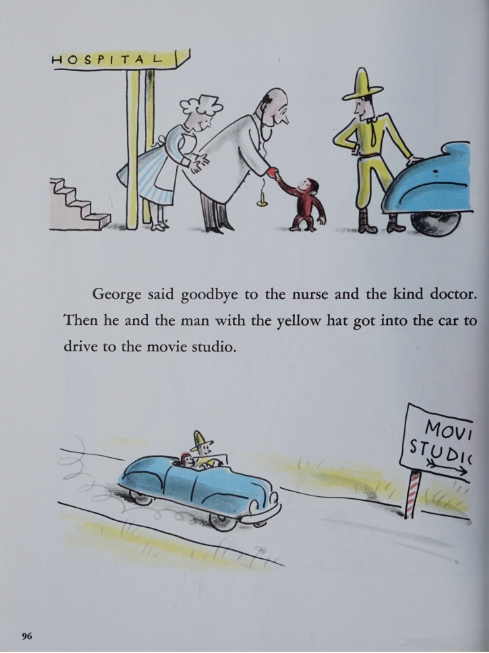 HOSPITAL
George said goodbye to the nurse and the kind doctor.
Then he and the man with the yellow hat got into the car to
drive to the movie studio.
MOVI
STUDIO
96